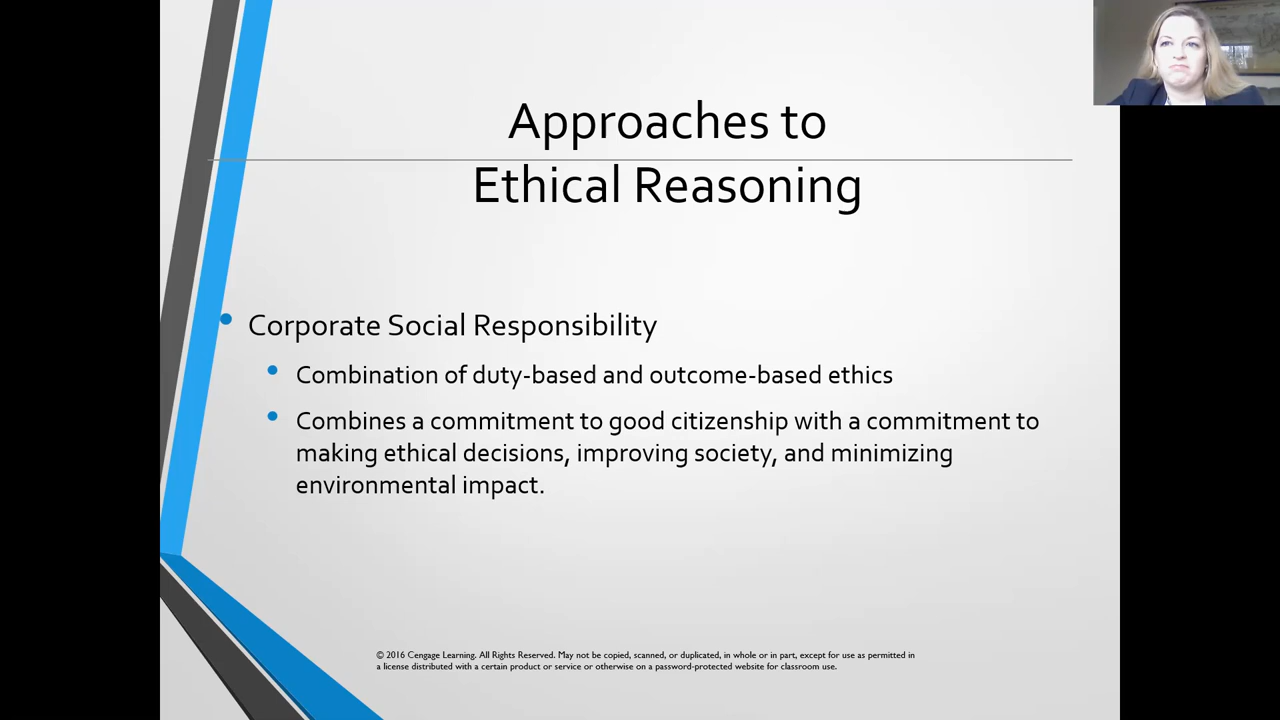 Approaches to
Ethical Reasoning
Corporate Social Responsibility
Combination of duty-based and outcome-based ethics
Combines a commitment to good citizenship with a commitment to
making ethical decisions, improving society, and minimizing
environmental impact.
© 2016 Cengage Learning. All Rights Reserved. May not be copied, scanned, or duplicated, in whole or in part, except for use as permitted in
a license distributed with a certain product or service or otherwise on a password-protected website for classroom use.